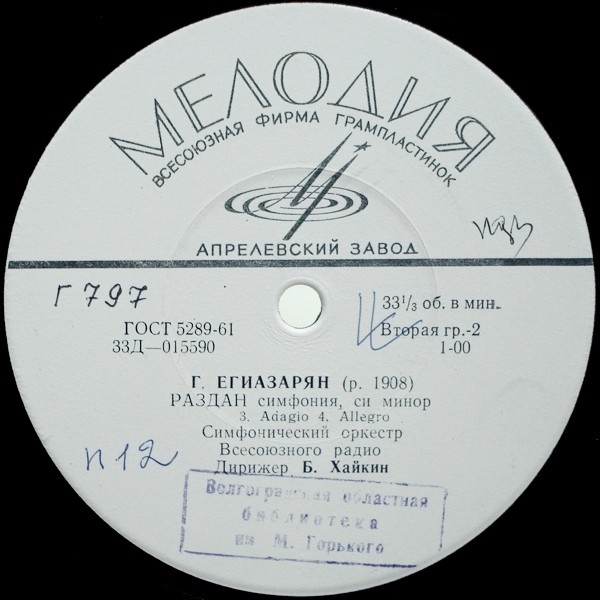 МЕЛОДИЯ
ВСЕСОЮЗНАЯ ФИРМА ГРАМПЛАСТИНОК
АПРЕЛЕВСКИЙ ЗАВОД
Г 797
33 1/3 об. в мин.
ГОСТ 5289-61
Вторая гр.-2
33Д—015590
1-00
Г. ЕГИАЗАРЯН (р. 1908)
РАЗДАН симфония, си минор
3. Adagio 4. Allegro
Симфонический оркестр
Всесоюзного радио
Дирижер Б. Хайкин
п 12
Волгоградская областная
библиотека
им М. Горького